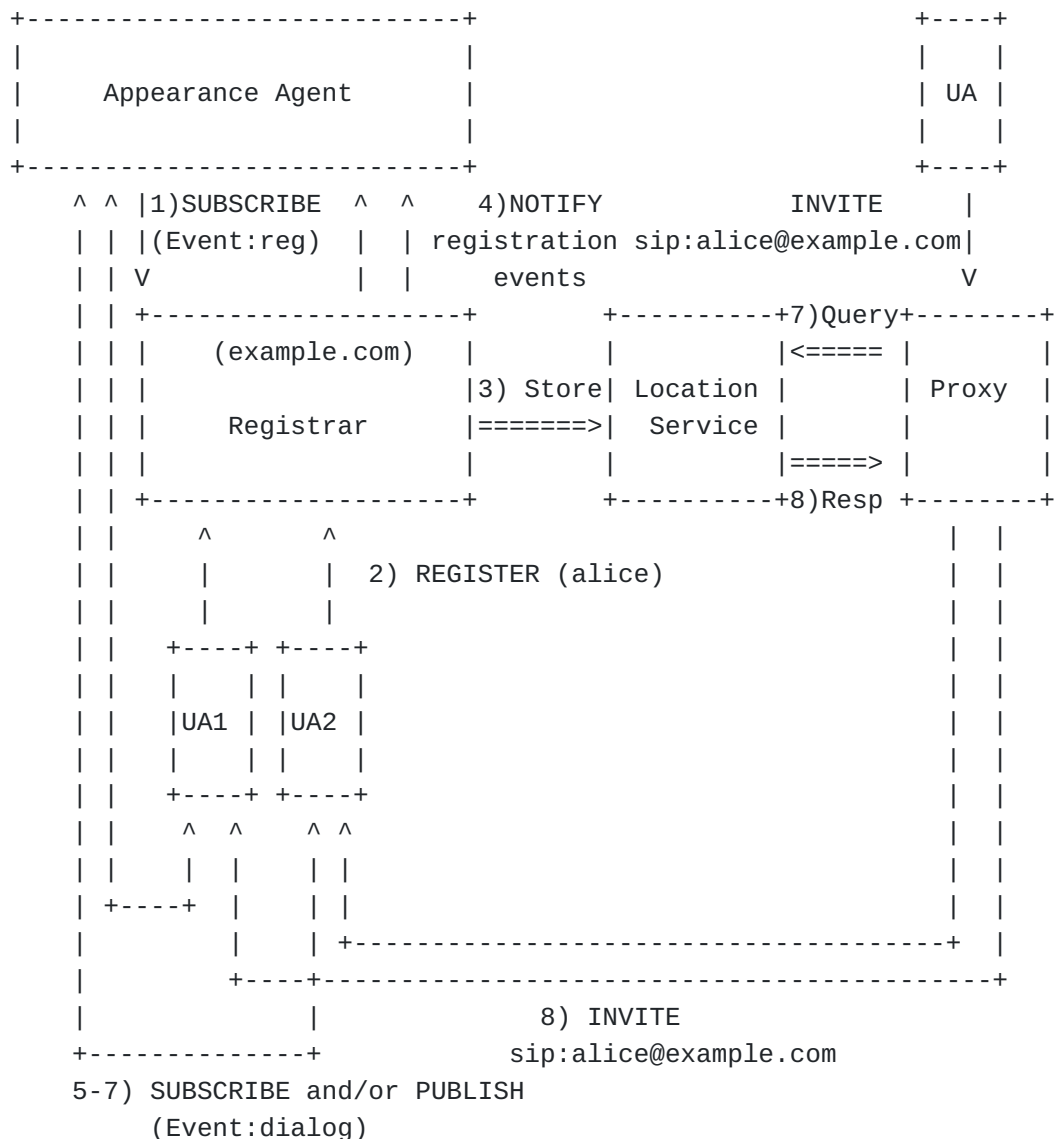 Appearance Agent
UA
1)SUBSCRIBE 4)NOTIFY INVITE
(Event:reg) registration sip:alice@example.com
events
7)Query
(example.com)
3) Store Location Proxy
Registrar Service
8)Resp
2) REGISTER (alice)
UA1 UA2
8) INVITE
sip:alice@example.com
5-7) SUBSCRIBE and/or PUBLISH
(Event:dialog)